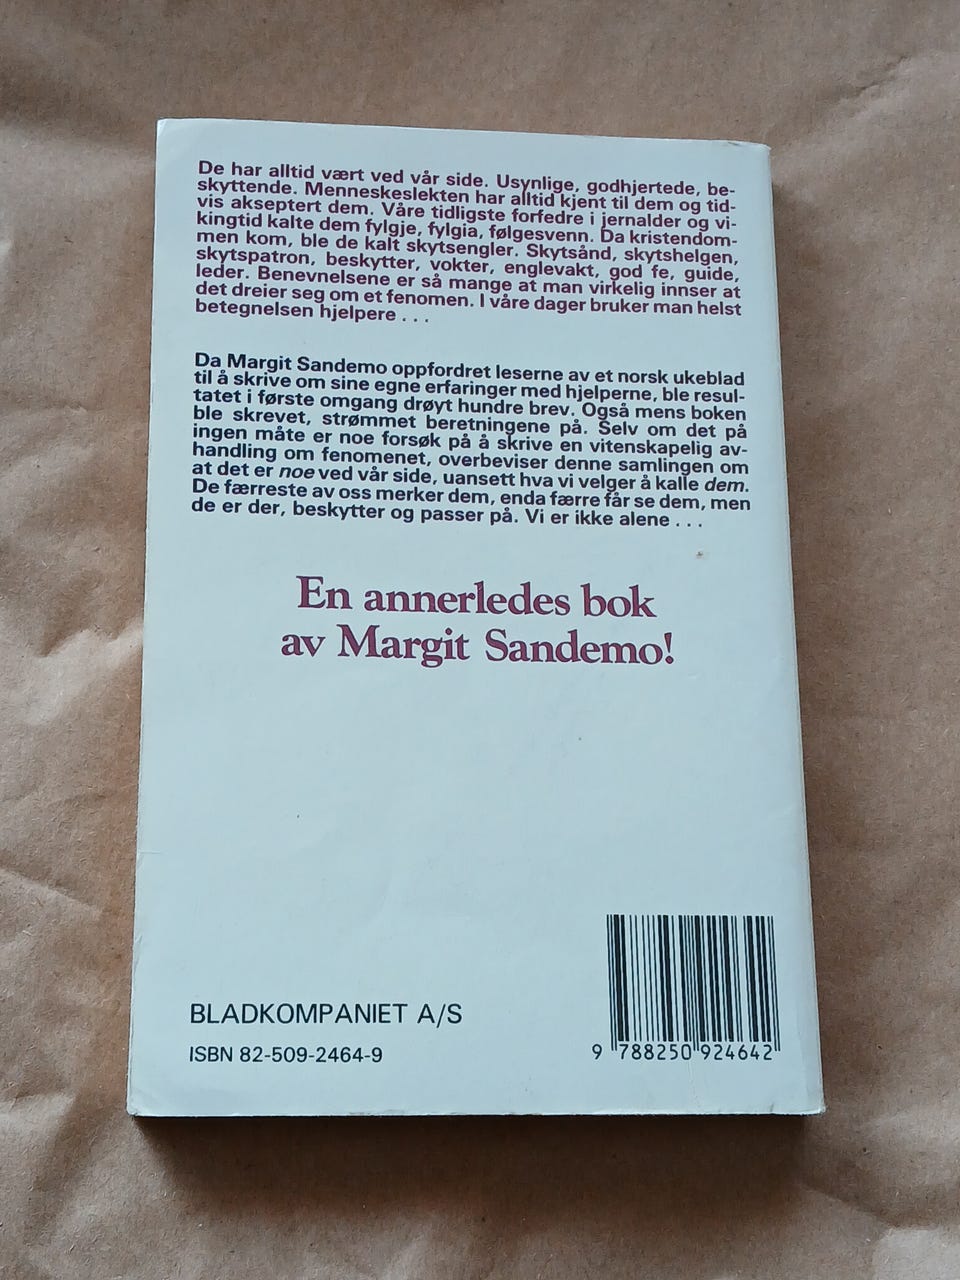 De har alltid vært ved vår side. Usynlige, godhjertede, be-
skyttende. Menneskeslekten har alltid kjent til dem og tid-
vis akseptert dem. Våre tidligste forfedre i jernalder og vi-
kingtid kalte dem fylgje, fylgia, følgesvenn. Da kristendom-
men kom, ble de kalt skytsengler. Skytsånd, skytshelgen,
skytspatron, beskytter, vokter, englevakt, god fe, guide,
leder. Benevnelsene er så mange at man virkelig innser at
det dreier seg om et fenomen. I våre dager bruker man helst
betegnelsen hjelpere . . .
Da Margit Sandemo oppfordret leserne av et norsk ukeblad
til å skrive om sine egne erfaringer med hjelperne, ble resul-
tatet i første omgang drøyt hundre brev. Også mens boken
ble skrevet, strømmet beretningene på. Selv om det på
ingen måte er noe forsøk på å skrive en vitenskapelig av-
handling om fenomenet, overbeviser denne samlingen om
at det er noe ved vår side, uansett hva vi velger å kalle dem.
De færreste av oss merker dem, enda færre får se dem, men
de er der, beskytter og passer på. Vi er ikke alene . . .
En annerledes bok
av Margit Sandemo!
BLADKOMPANIET A/S
ISBN 82-509-2464-9
9 788250 924642